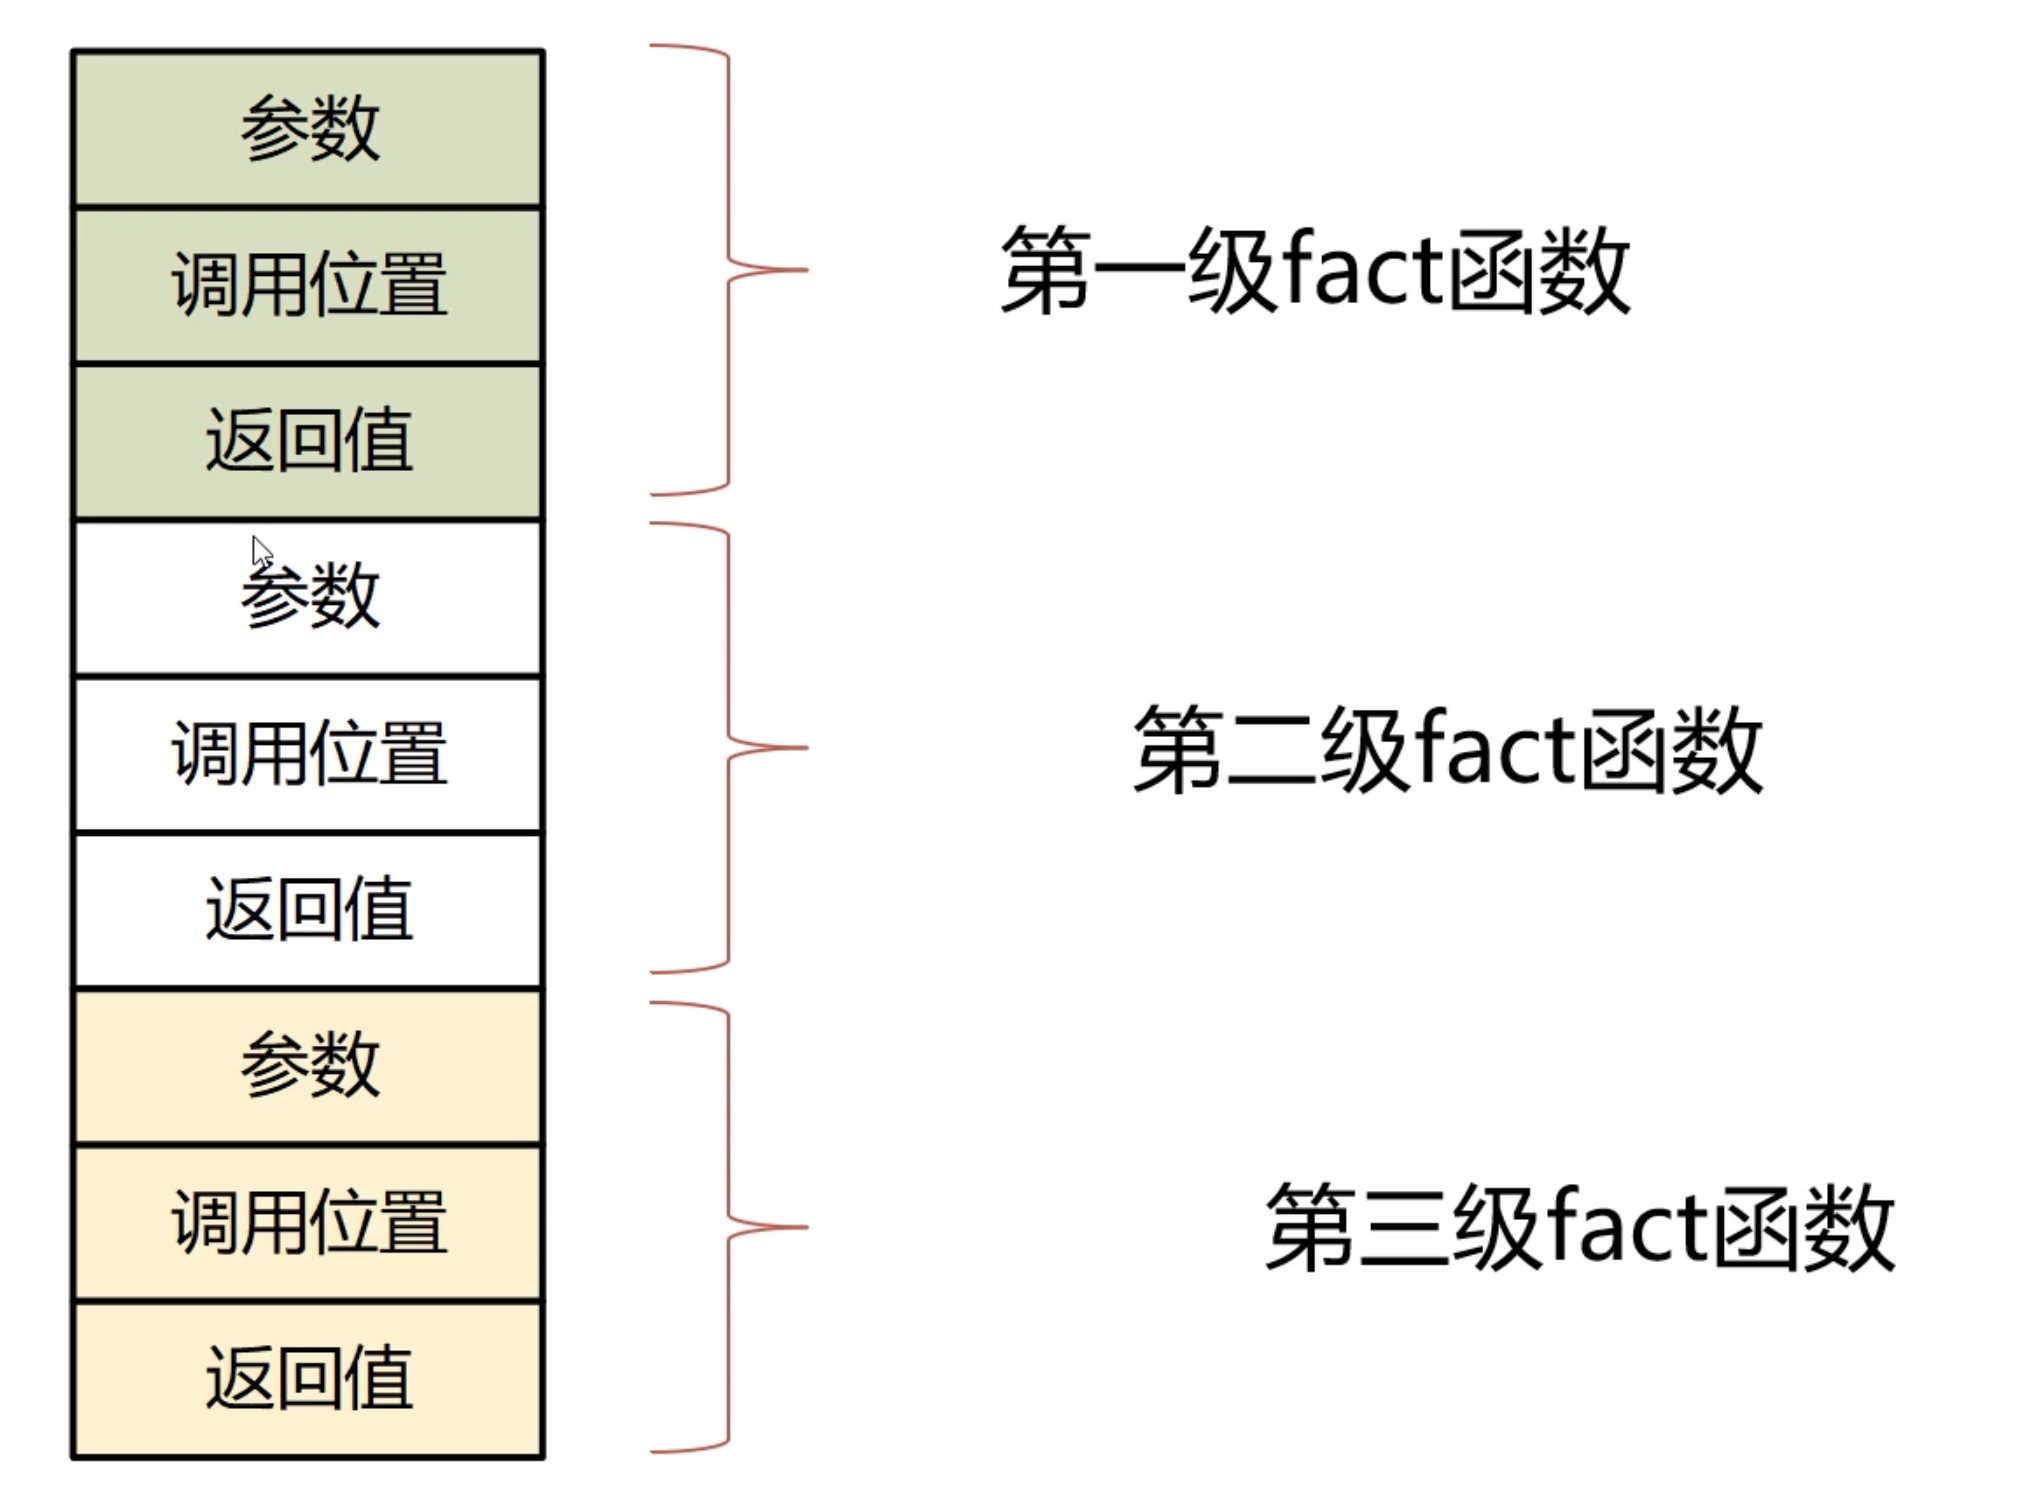 参数
调用位置
返回值
第一级fact函数
参数
调用位置
返回值
第二级fact函数
参数
调用位置
返回值
第三级fact函数